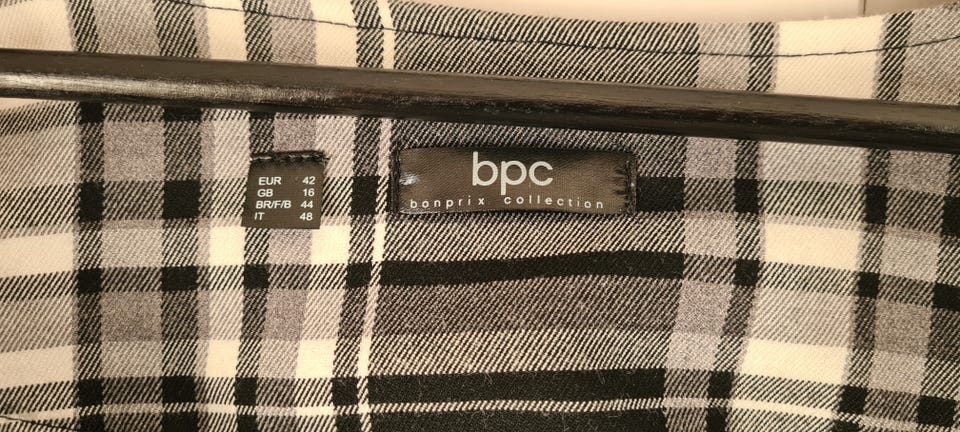 EUR 42
GB 16
BR/F/B 44
IT 48
bpc
bonprix collection